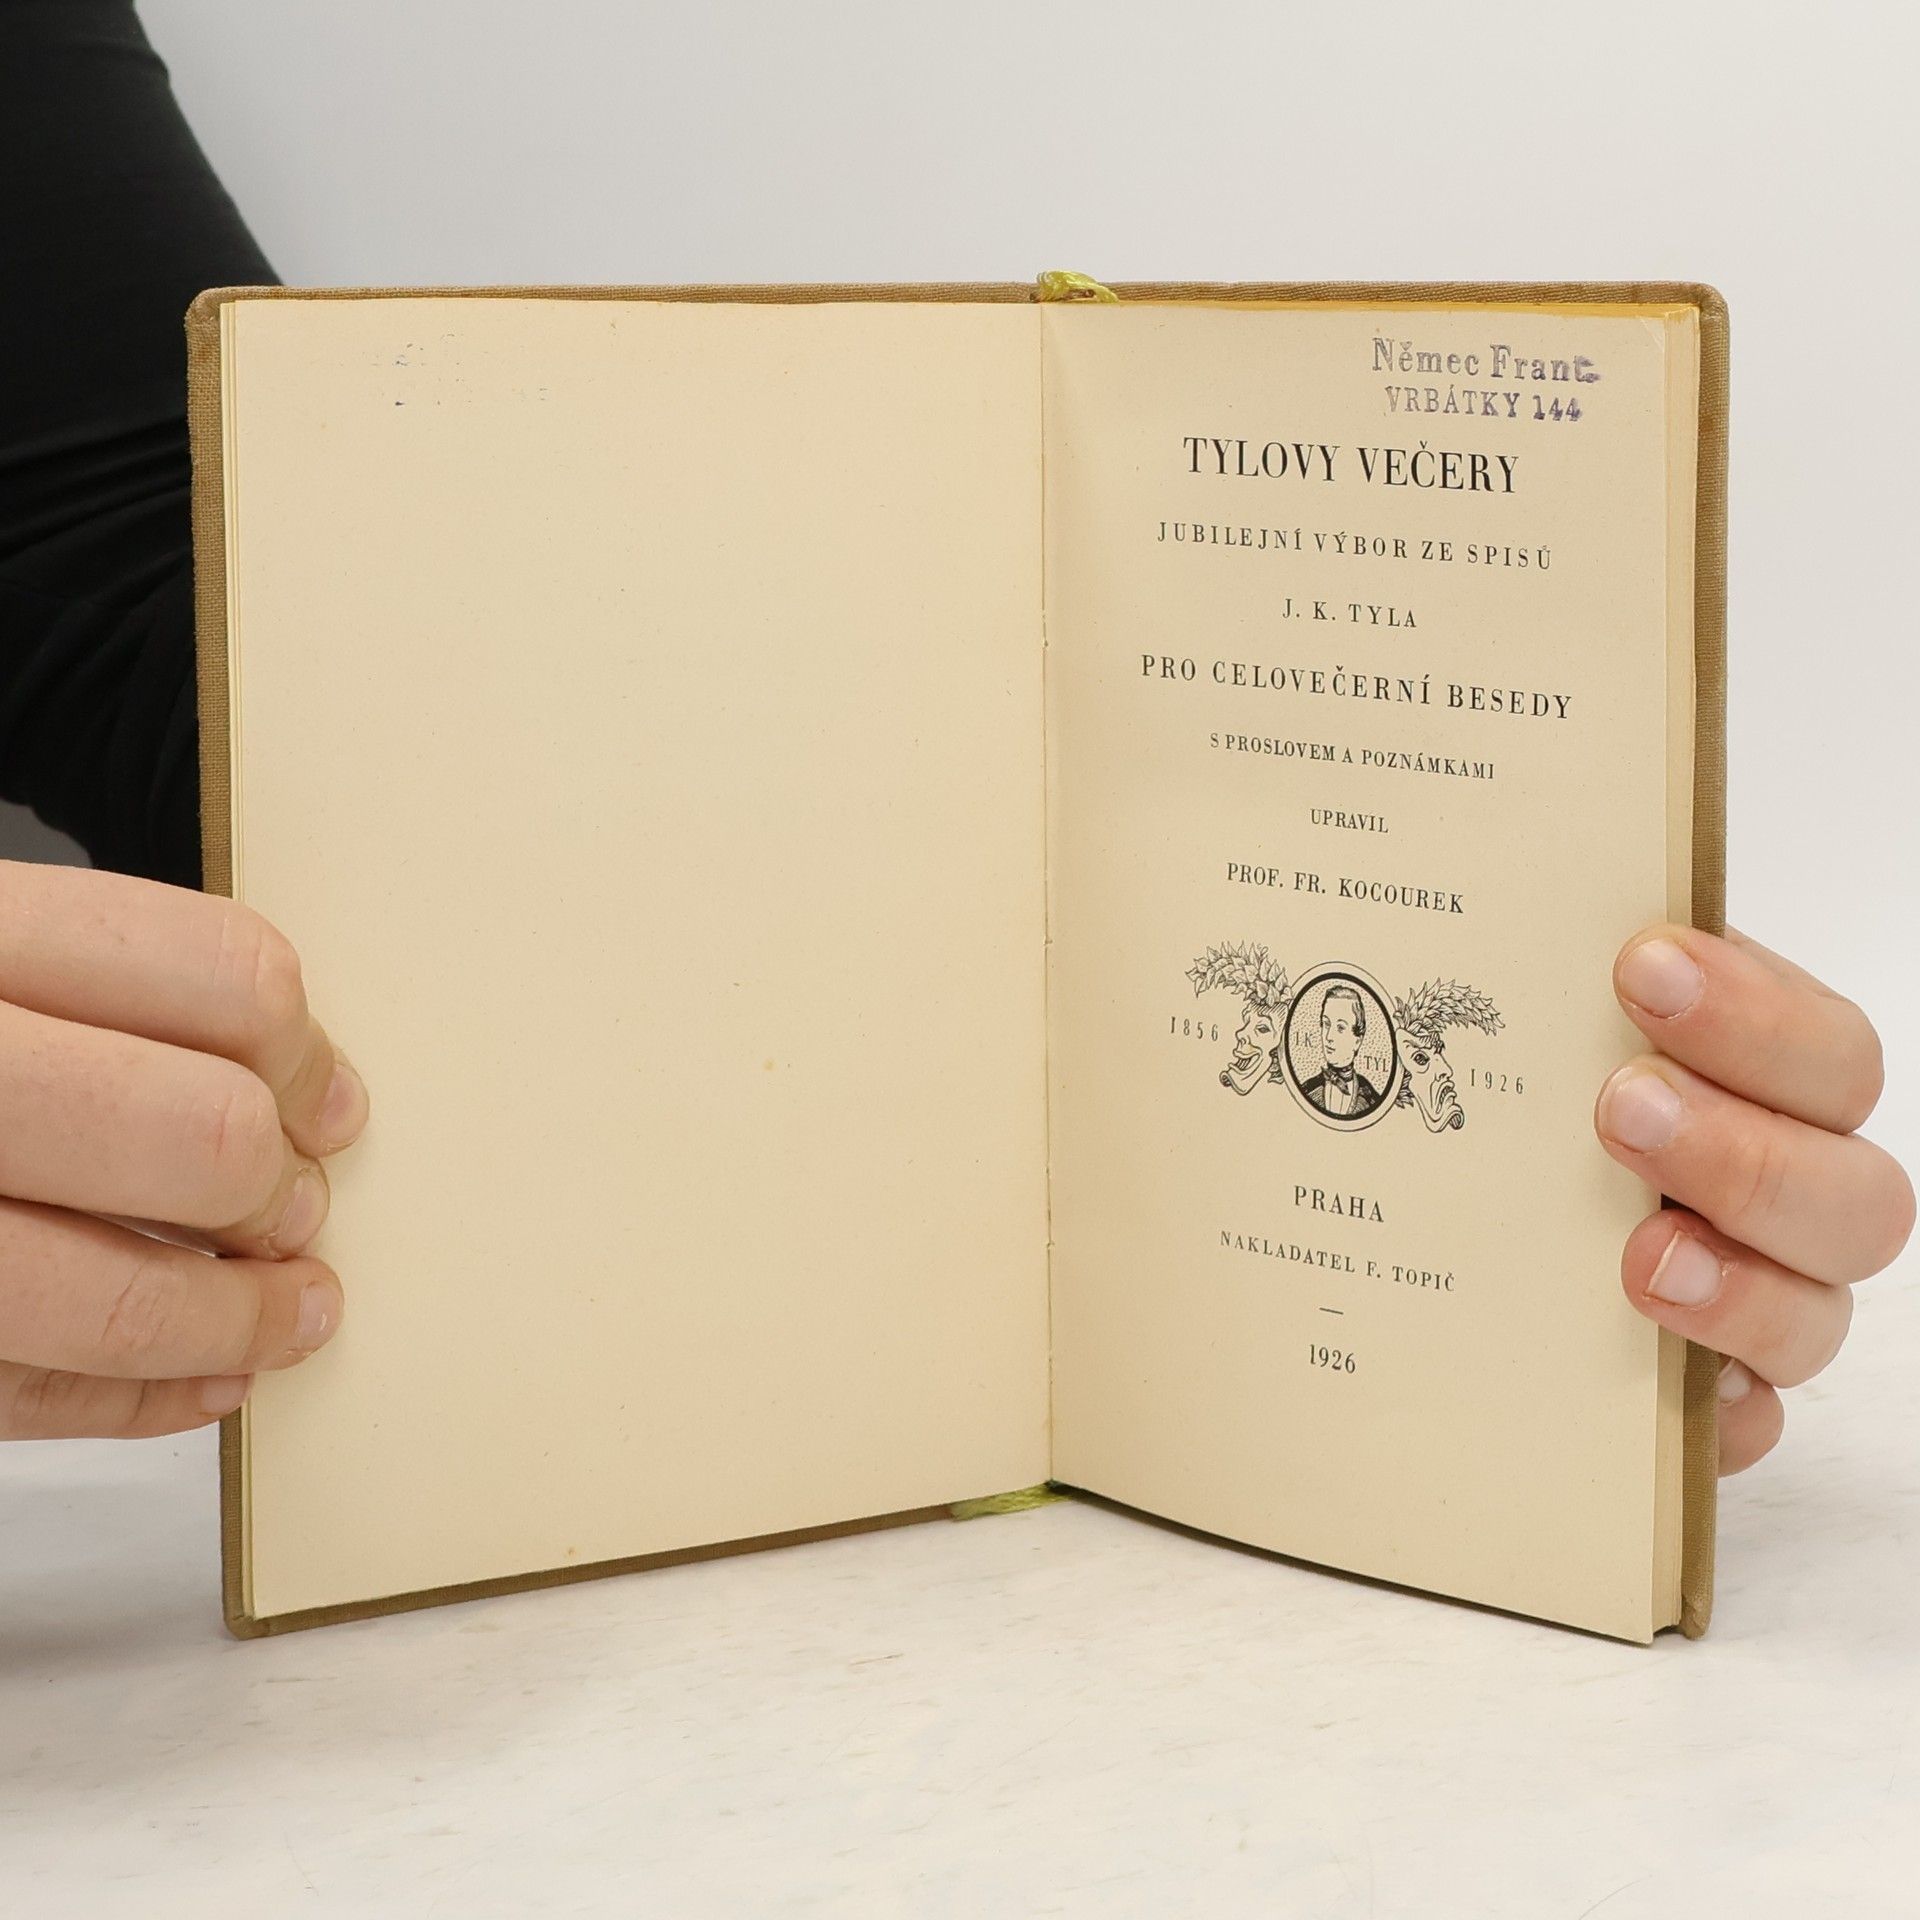 Němec Frant.
VRBÁTKY 144
TYLOVY VEČERY
JUBILEJNÍ VÝBOR ZE SPISŮ
J. K. TYLA
PRO CELOVEČERNÍ BESEDY
S PROSLOVEM A POZNÁMKAMI
UPRAVIL
PROF. FR. KOCOUREK
1856
J. K.
TYL
1926
PRAHA
NAKLADATEL F. TOPIČ
—
1926